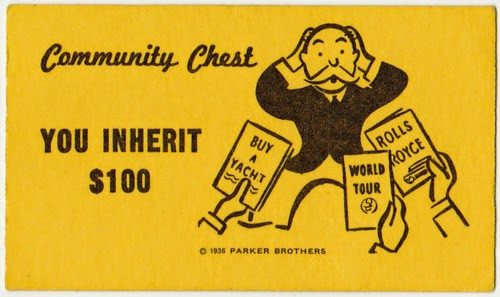 Community Chest
YOU INHERIT
$100
BUY
A
YACHT
WORLD
TOUR
ROLLS
ROYCE
© 1936 PARKER BROTHERS